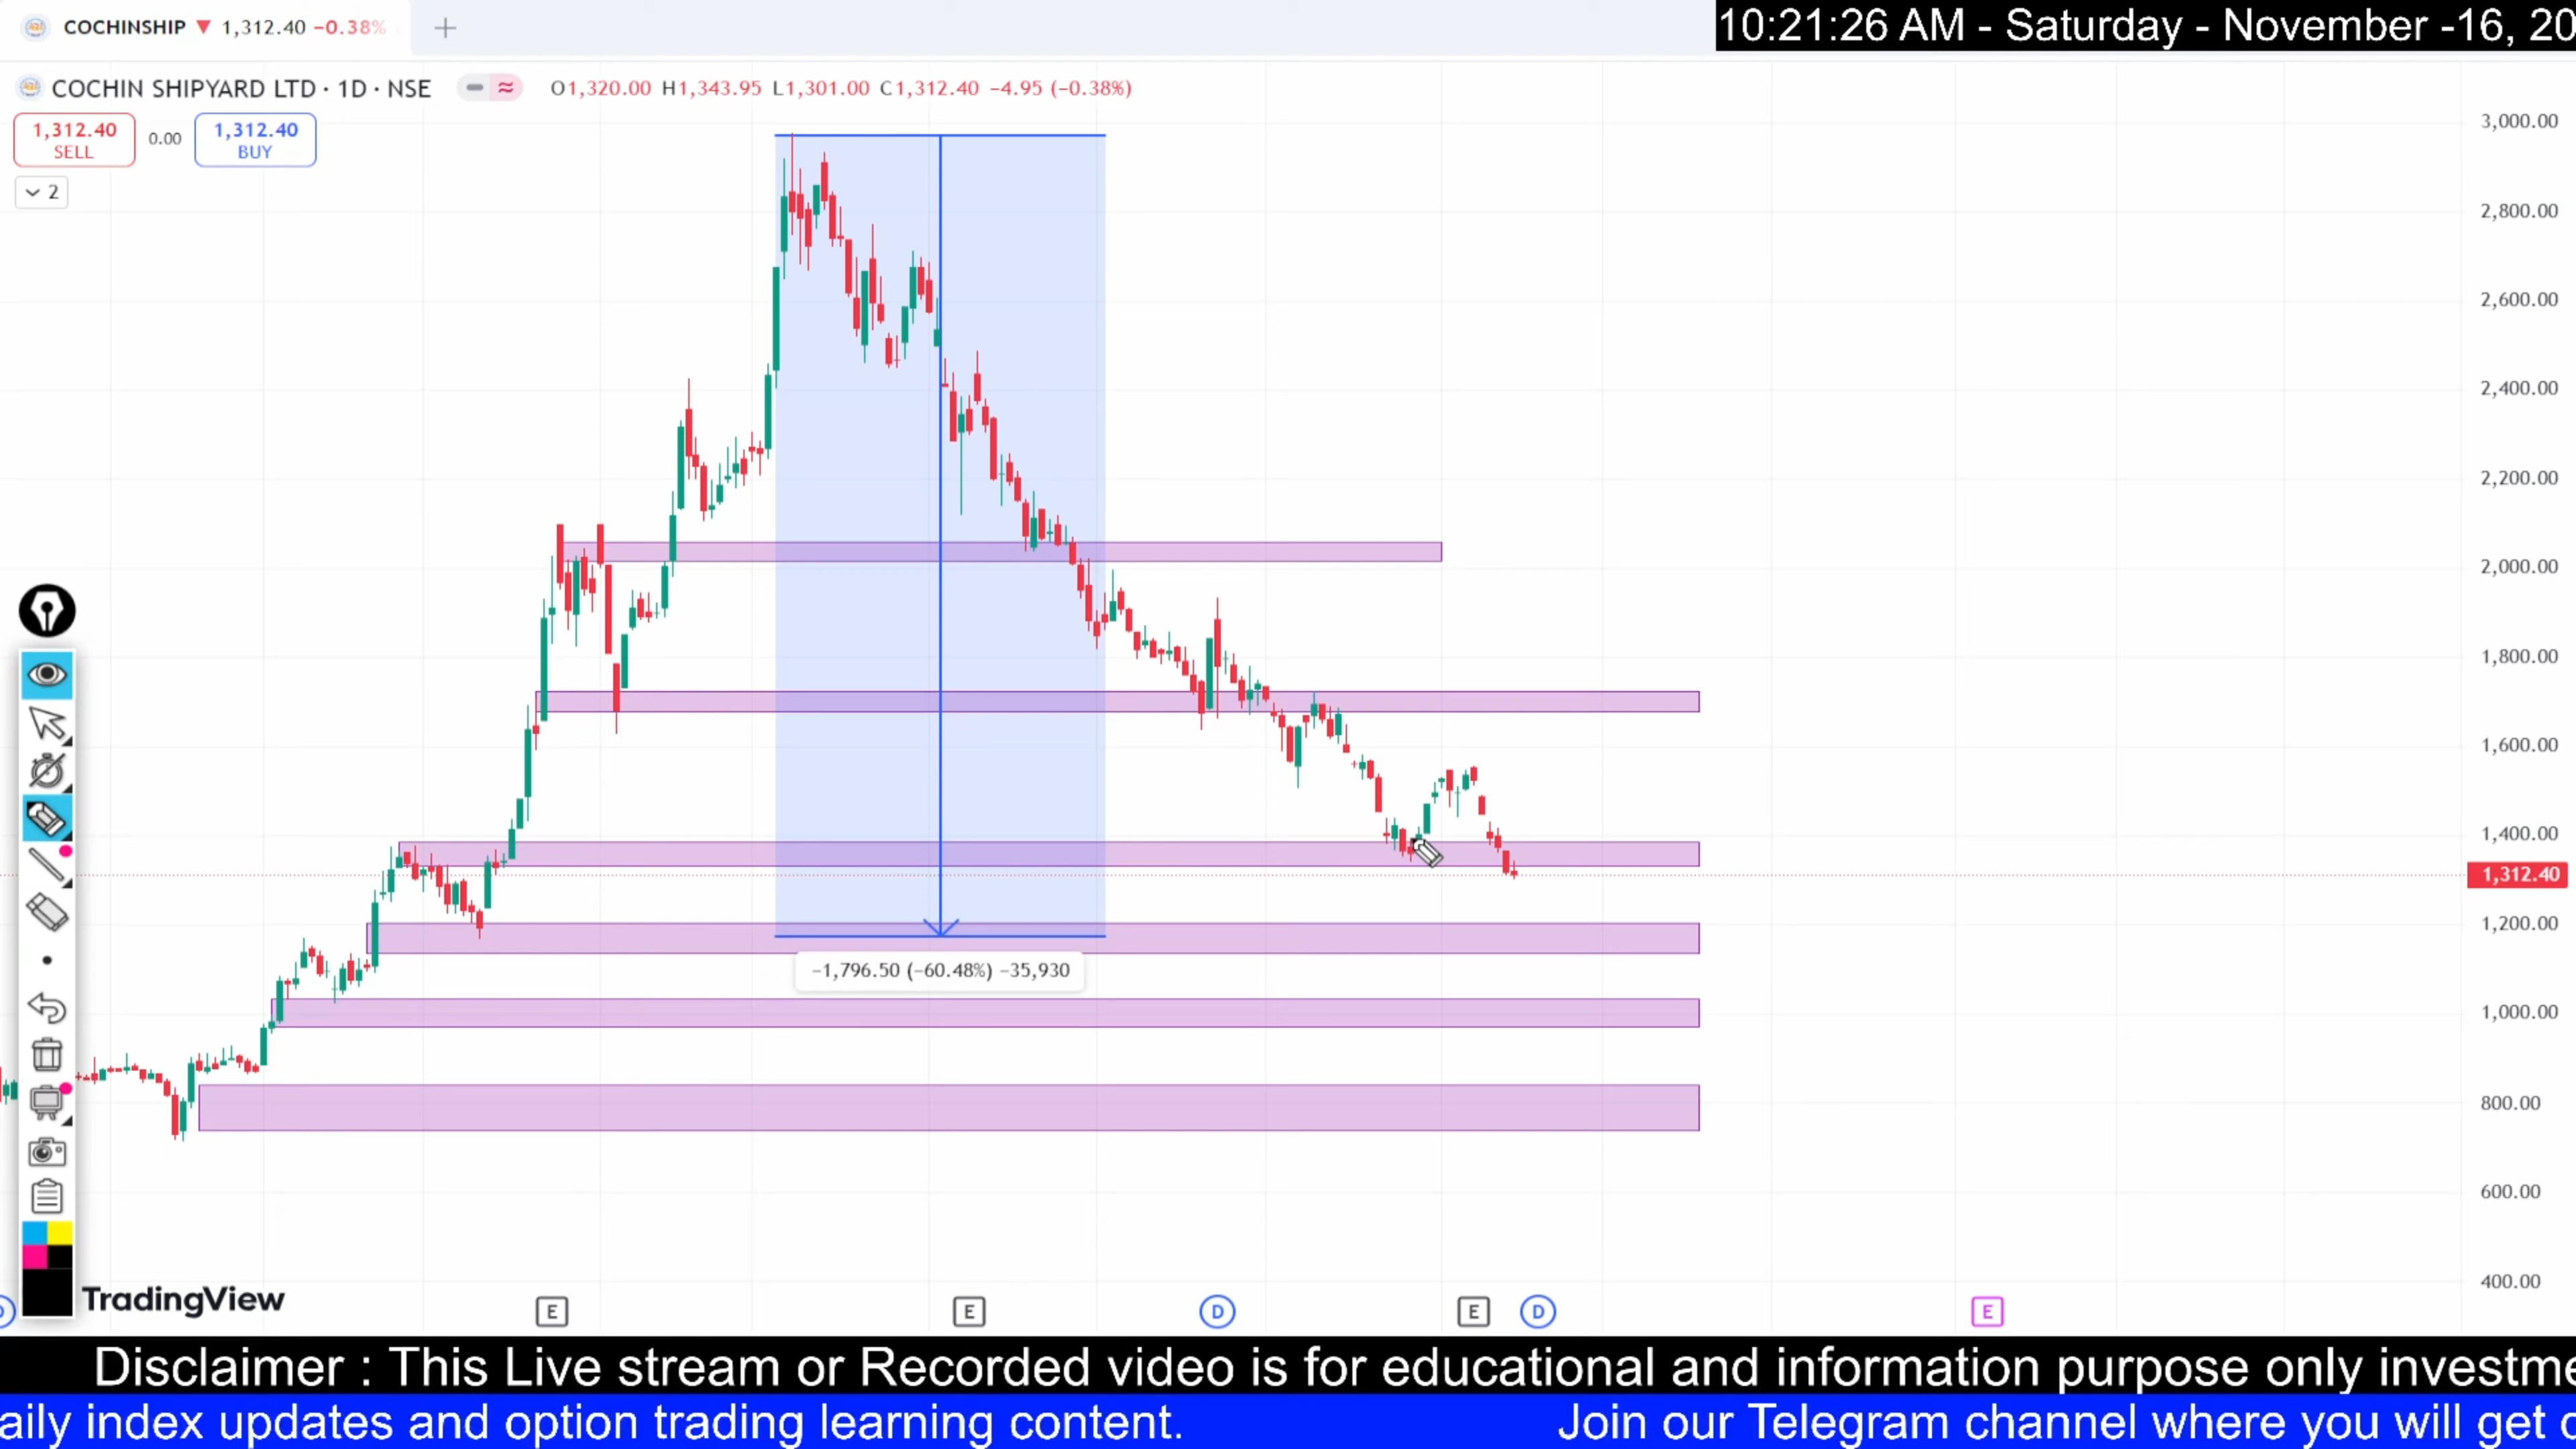 COCHINSHIP ▼ 1,312.40 −0.38%
10:21:26 AM - Saturday - November -16, 20
COCHIN SHIPYARD LTD · 1D · NSE
O1,320.00 H1,343.95 L1,301.00 C1,312.40 −4.95 (−0.38%)
1,312.40
SELL
0.00
1,312.40
BUY
2
3,000.00
2,800.00
2,600.00
2,400.00
2,200.00
2,000.00
1,800.00
1,600.00
1,400.00
1,312.40
1,200.00
1,000.00
800.00
600.00
400.00
−1,796.50 (−60.48%) −35,930
TradingView
E
E
D
E
D
E
Disclaimer : This Live stream or Recorded video is for educational and information purpose only investme
aily index updates and option trading learning content.
Join our Telegram channel where you will get